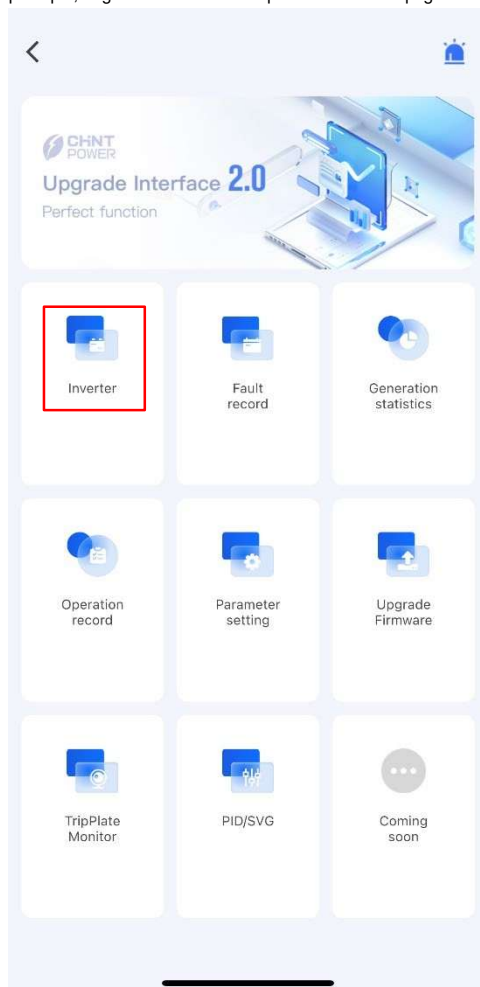 CHNT
POWER
Upgrade Interface 2.0
Perfect function
Inverter
Fault
record
Generation
statistics
Operation
record
Parameter
setting
Upgrade
Firmware
TripPlate
Monitor
PID/SVG
Coming
soon